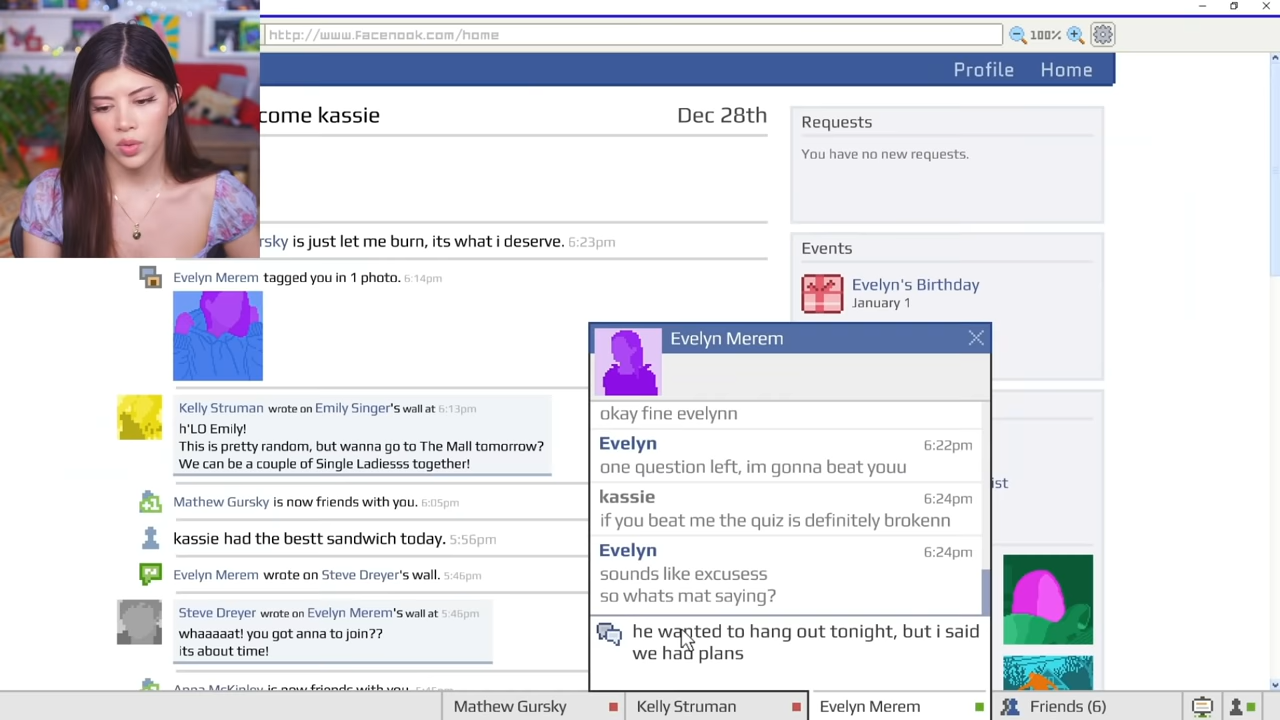 http://www.facenook.com/home
100%
Profile
Home
come kassie
Dec 28th
rsky is just let me burn, its what i deserve. 6:23pm
Evelyn Merem tagged you in 1 photo. 6:14pm
Kelly Struman wrote on Emily Singer's wall at 6:13pm
h'LO Emily!
This is pretty random, but wanna go to The Mall tomorrow?
We can be a couple of Single Ladiesss together!
Mathew Gursky is now friends with you. 6:05pm
kassie had the bestt sandwich today. 5:56pm
Evelyn Merem wrote on Steve Dreyer's wall. 5:46pm
Steve Dreyer wrote on Evelyn Merem's wall at 5:46pm
whaaaaat! you got anna to join??
its about time!
Anna McKinley is now friends with you.
Requests
You have no new requests.
Events
Evelyn's Birthday
January 1
ist
Evelyn Merem
okay fine evelynn
Evelyn 6:22pm
one question left, im gonna beat youu
kassie 6:24pm
if you beat me the quiz is definitely brokenn
Evelyn 6:24pm
sounds like excusess
so whats mat saying?
he wanted to hang out tonight, but i said
we had plans
Mathew Gursky
Kelly Struman
Evelyn Merem
Friends (6)